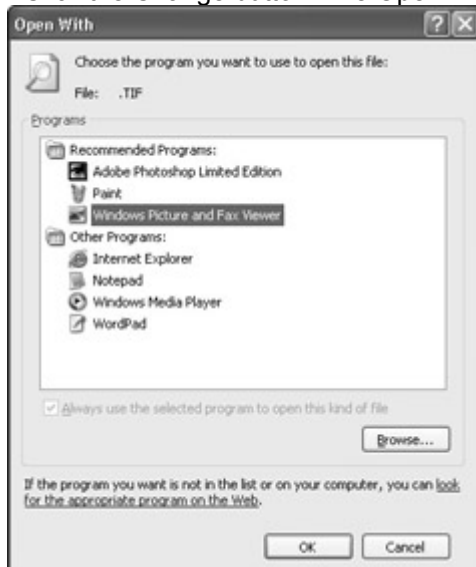 Open With
Choose the program you want to use to open this file:
File: .TIF
Programs
Recommended Programs:
Adobe Photoshop Limited Edition
Paint
Windows Picture and Fax Viewer
Other Programs:
Internet Explorer
Notepad
Windows Media Player
WordPad
Always use the selected program to open this kind of file
Browse...
If the program you want is not in the list or on your computer, you can look
for the appropriate program on the Web.
OK Cancel